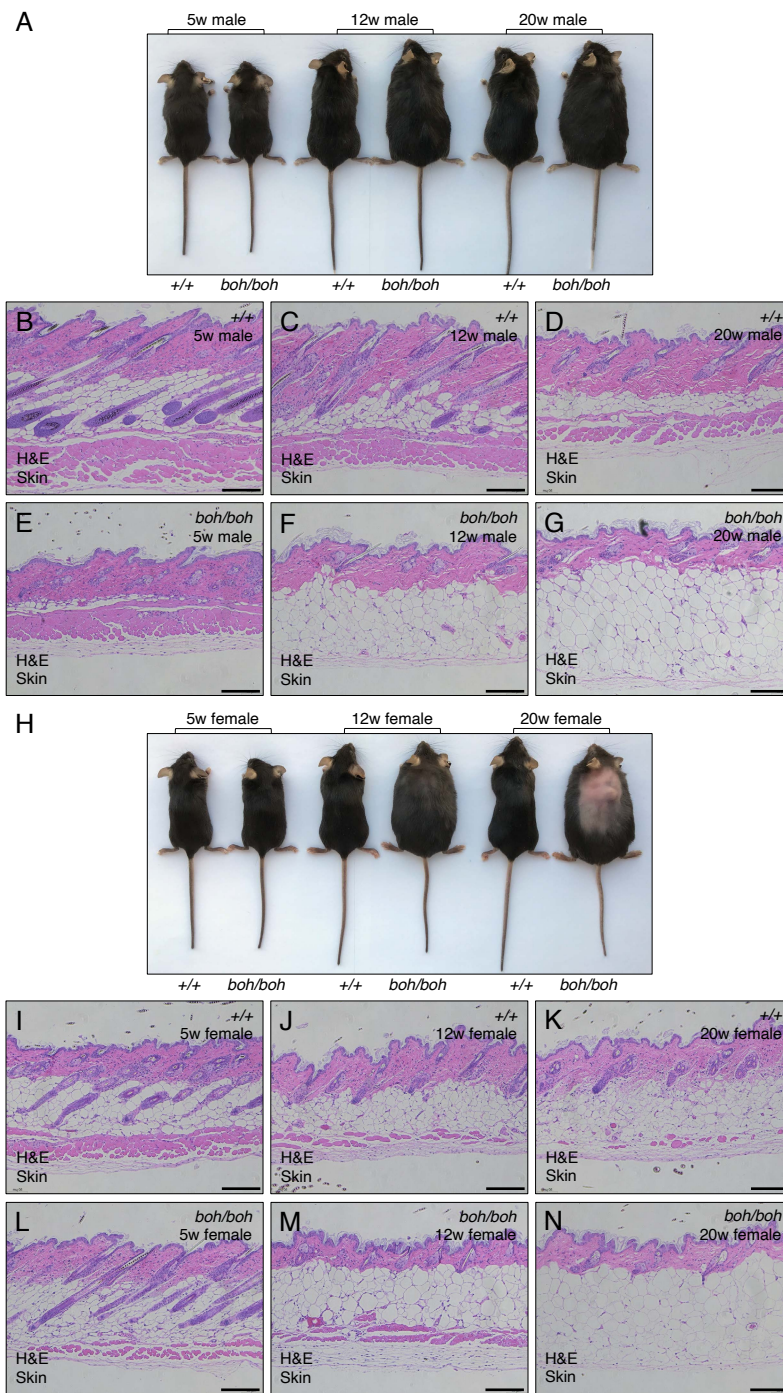 A
5w male 12w male 20w male
+/+ boh/boh +/+ boh/boh +/+ boh/boh
B
+/+
5w male
H&E
Skin
C
+/+
12w male
H&E
Skin
D
+/+
20w male
H&E
Skin
E
boh/boh
5w male
H&E
Skin
F
boh/boh
12w male
H&E
Skin
G
boh/boh
20w male
H&E
Skin
H
5w female 12w female 20w female
+/+ boh/boh +/+ boh/boh +/+ boh/boh
I
+/+
5w female
H&E
Skin
J
+/+
12w female
H&E
Skin
K
+/+
20w female
H&E
Skin
L
boh/boh
5w female
H&E
Skin
M
boh/boh
12w female
H&E
Skin
N
boh/boh
20w female
H&E
Skin